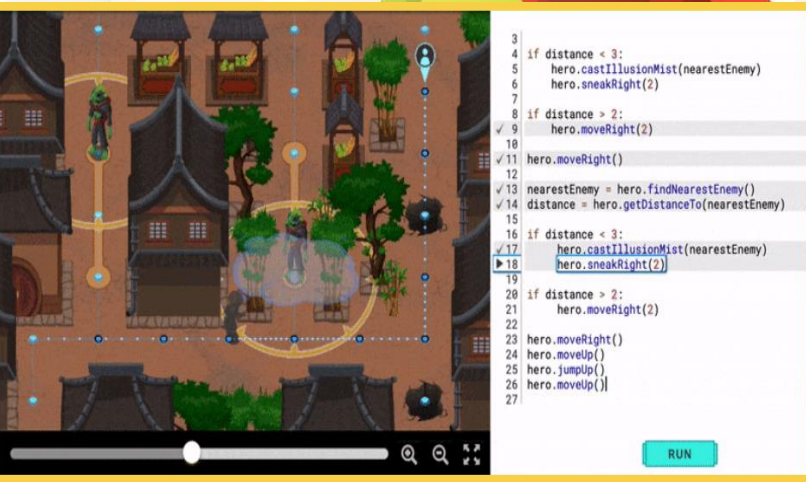 3
4 if distance < 3:
5 hero.castIllusionMist(nearestEnemy)
6 hero.sneakRight(2)
7
8 if distance > 2:
9 hero.moveRight(2)
10
11 hero.moveRight()
12
13 nearestEnemy = hero.findNearestEnemy()
14 distance = hero.getDistanceTo(nearestEnemy)
15
16 if distance < 3:
17 hero.castIllusionMist(nearestEnemy)
18 hero.sneakRight(2)
19
20 if distance > 2:
21 hero.moveRight(2)
22
23 hero.moveRight()
24 hero.moveUp()
25 hero.jumpUp()
26 hero.moveUp()
27
RUN